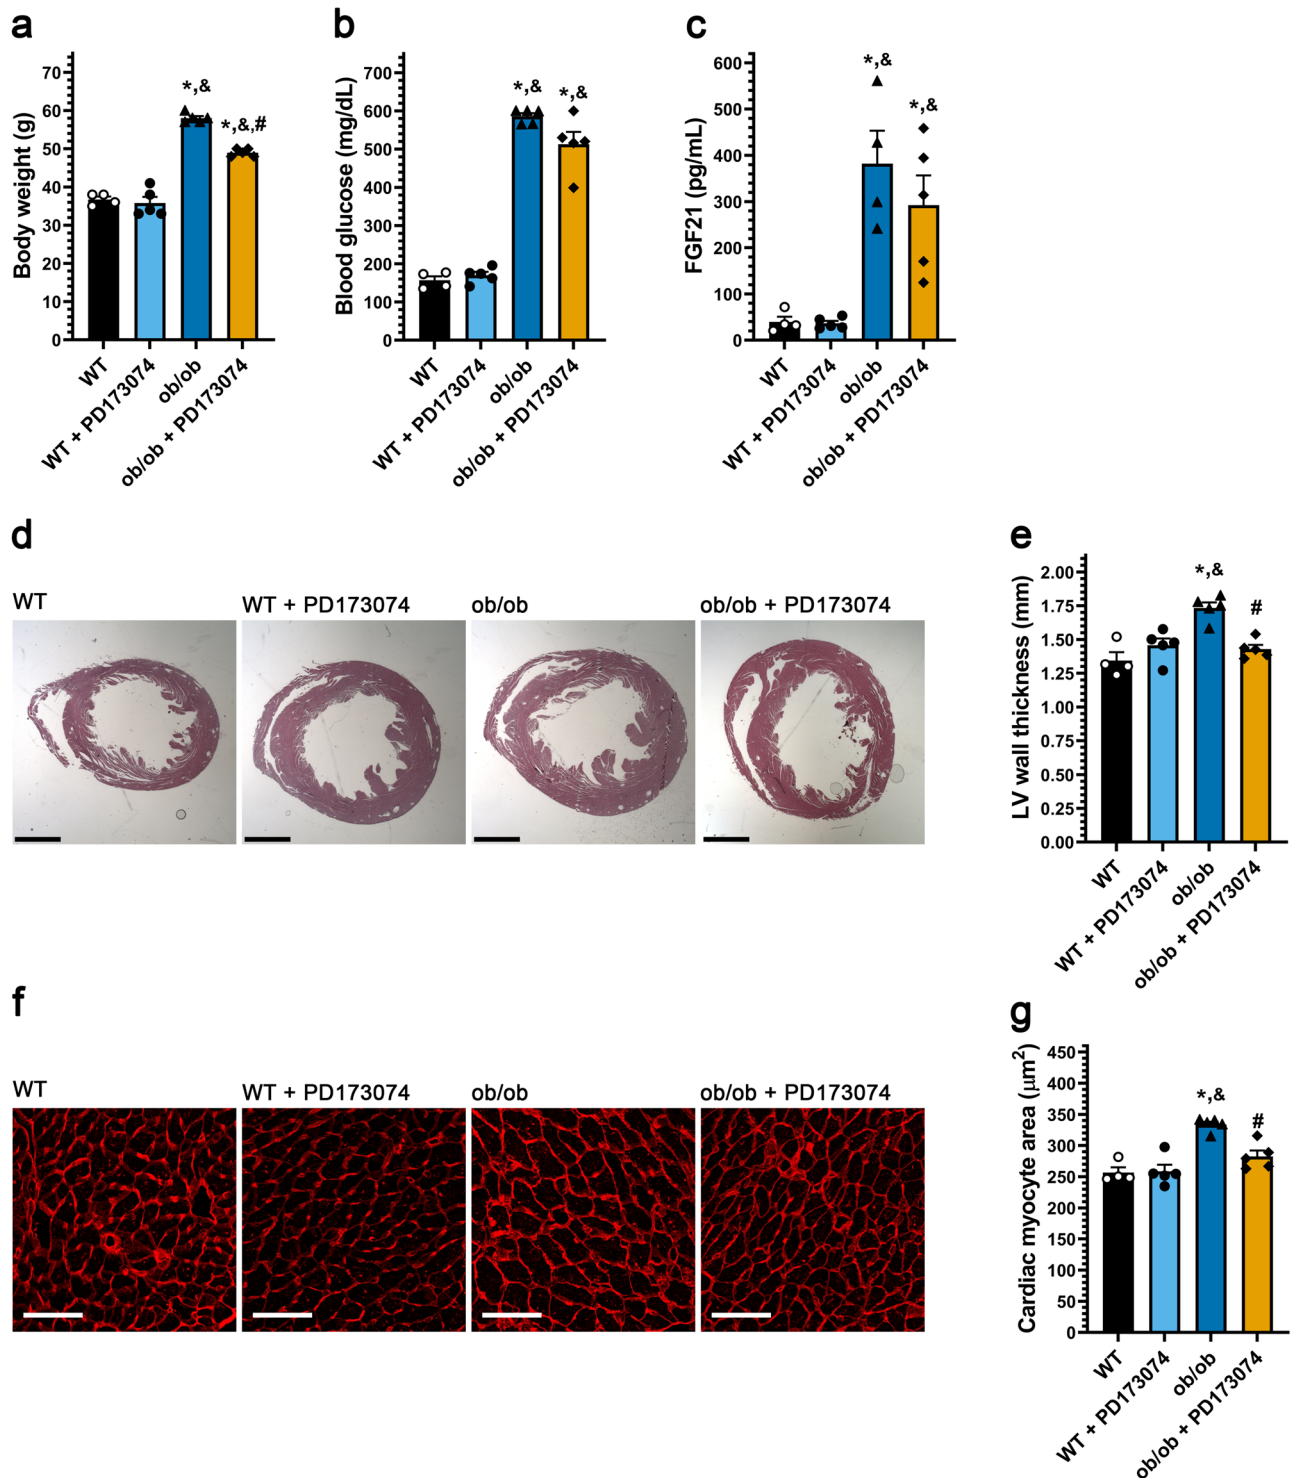 a
Body weight (g)
70
60
50
40
30
20
10
0
*,&
*,&,#
WT
WT + PD173074
ob/ob
ob/ob + PD173074
b
Blood glucose (mg/dL)
700
600
500
400
300
200
100
0
*,&
*,&
WT
WT + PD173074
ob/ob
ob/ob + PD173074
c
FGF21 (pg/mL)
600
500
400
300
200
100
0
*,&
*,&
WT
WT + PD173074
ob/ob
ob/ob + PD173074
d
WT
WT + PD173074
ob/ob
ob/ob + PD173074
e
LV wall thickness (mm)
2.00
1.75
1.50
1.25
1.00
0.75
0.50
0.25
0.00
*,&
#
WT
WT + PD173074
ob/ob
ob/ob + PD173074
f
WT
WT + PD173074
ob/ob
ob/ob + PD173074
g
Cardiac myocyte area (μm²)
450
400
350
300
250
200
150
100
50
0
*,&
#
WT
WT + PD173074
ob/ob
ob/ob + PD173074